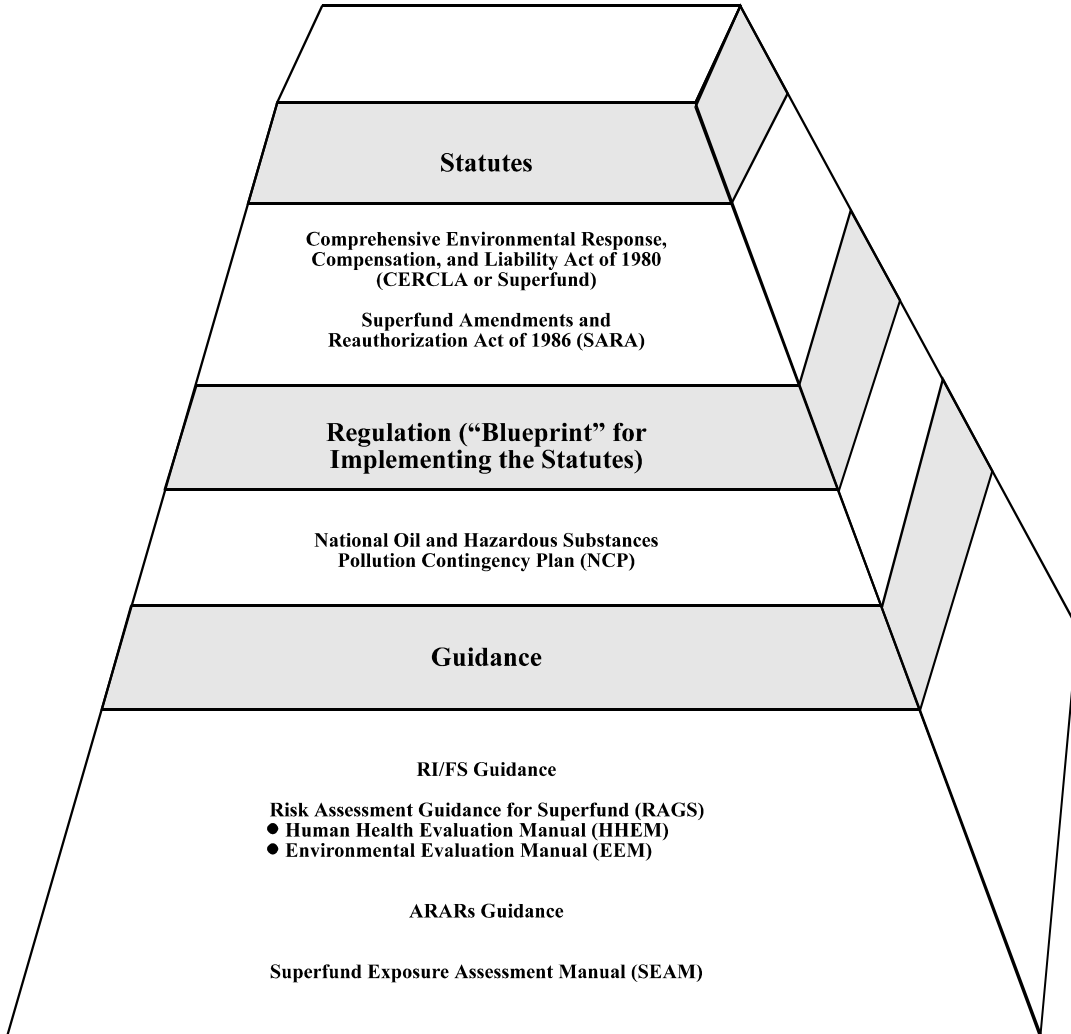 Statutes
Comprehensive Environmental Response,
Compensation, and Liability Act of 1980
(CERCLA or Superfund)
Superfund Amendments and
Reauthorization Act of 1986 (SARA)
Regulation (“Blueprint” for
Implementing the Statutes)
National Oil and Hazardous Substances
Pollution Contingency Plan (NCP)
Guidance
RI/FS Guidance
Risk Assessment Guidance for Superfund (RAGS)
● Human Health Evaluation Manual (HHEM)
● Environmental Evaluation Manual (EEM)
ARARs Guidance
Superfund Exposure Assessment Manual (SEAM)